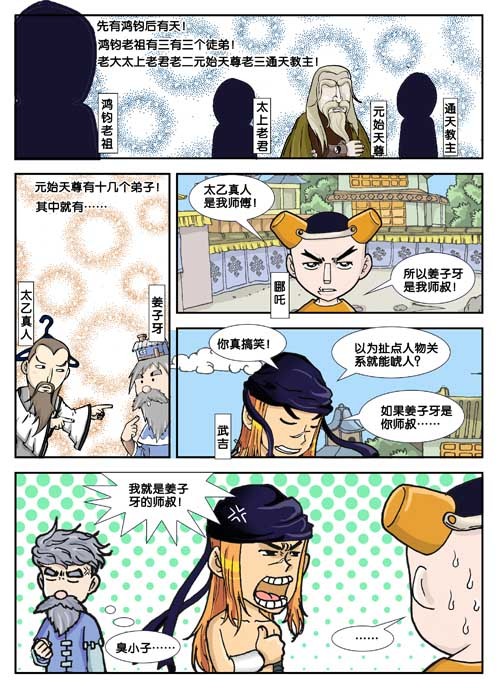 先有鸿钧后有天！
鸿钧老祖有三有三个徒弟！
老大太上老君老二元始天尊老三通天教主！
鸿钧老祖
太上老君
元始天尊
通天教主
元始天尊有十几个弟子！
其中就有……
太乙真人
姜子牙
太乙真人
是我师傅！
哪吒
所以姜子牙
是我师叔！
你真搞笑！
以为扯点人物关
系就能唬人？
如果姜子牙是
你师叔……
武吉
我就是姜子
牙的师叔！
臭小子……
……